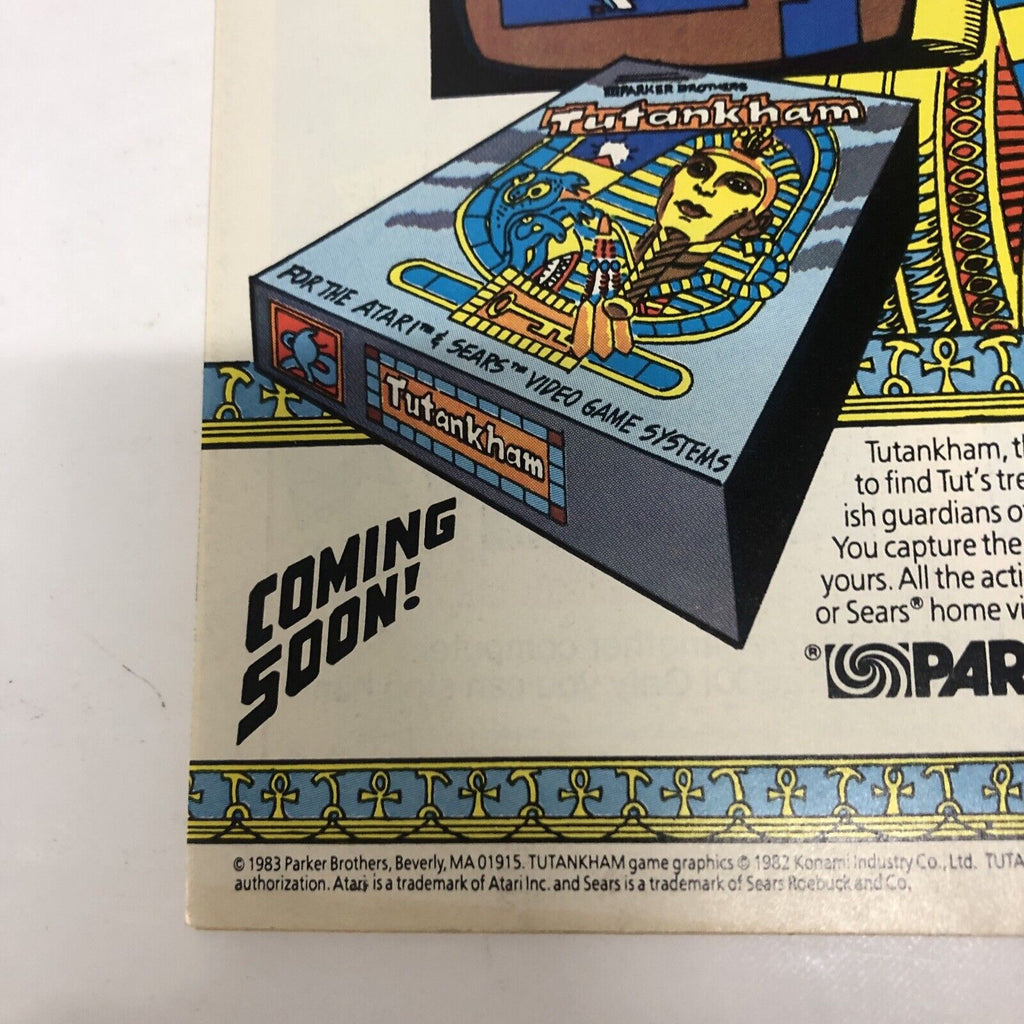 PARKER BROTHERS
Tutankham
FOR THE ATARI™ & SEARS™ VIDEO GAME SYSTEMS
Tutankham
COMING
SOON!
Tutankham, th
to find Tut's tre
ish guardians o
You capture the
yours. All the acti
or Sears® home vi
® PAR
© 1983 Parker Brothers, Beverly, MA 01915. TUTANKHAM game graphics © 1982 Konami Industry Co., Ltd. TUTA
authorization. Atari is a trademark of Atari Inc. and Sears is a trademark of Sears Roebuck and Co.